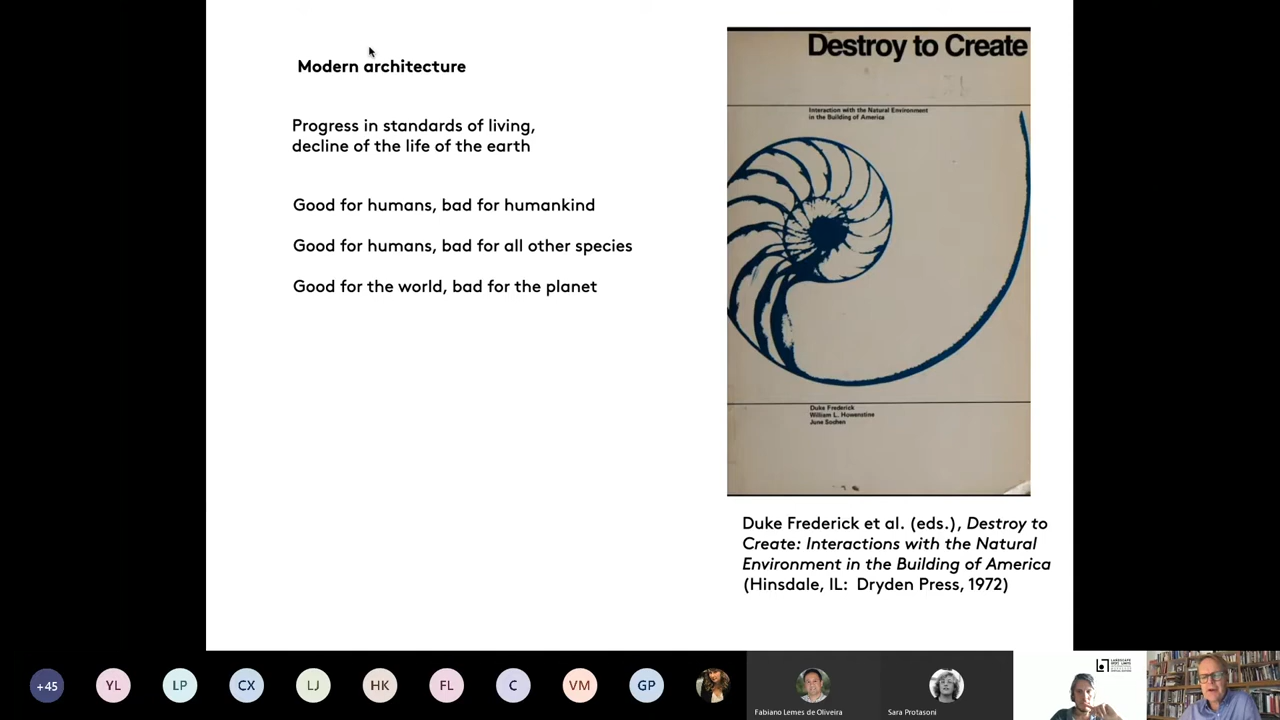 Modern architecture
Progress in standards of living,
decline of the life of the earth
Good for humans, bad for humankind
Good for humans, bad for all other species
Good for the world, bad for the planet
Destroy to Create
Interaction with the Natural Environment
in the Building of America
Duke Frederick
William L. Howenstine
June Sochen
Duke Frederick et al. (eds.), Destroy to
Create: Interactions with the Natural
Environment in the Building of America
(Hinsdale, IL: Dryden Press, 1972)
+45
YL
LP
CX
LJ
HK
FL
C
VM
GP
Fabiano Lemes de Oliveira
Sara Protasoni